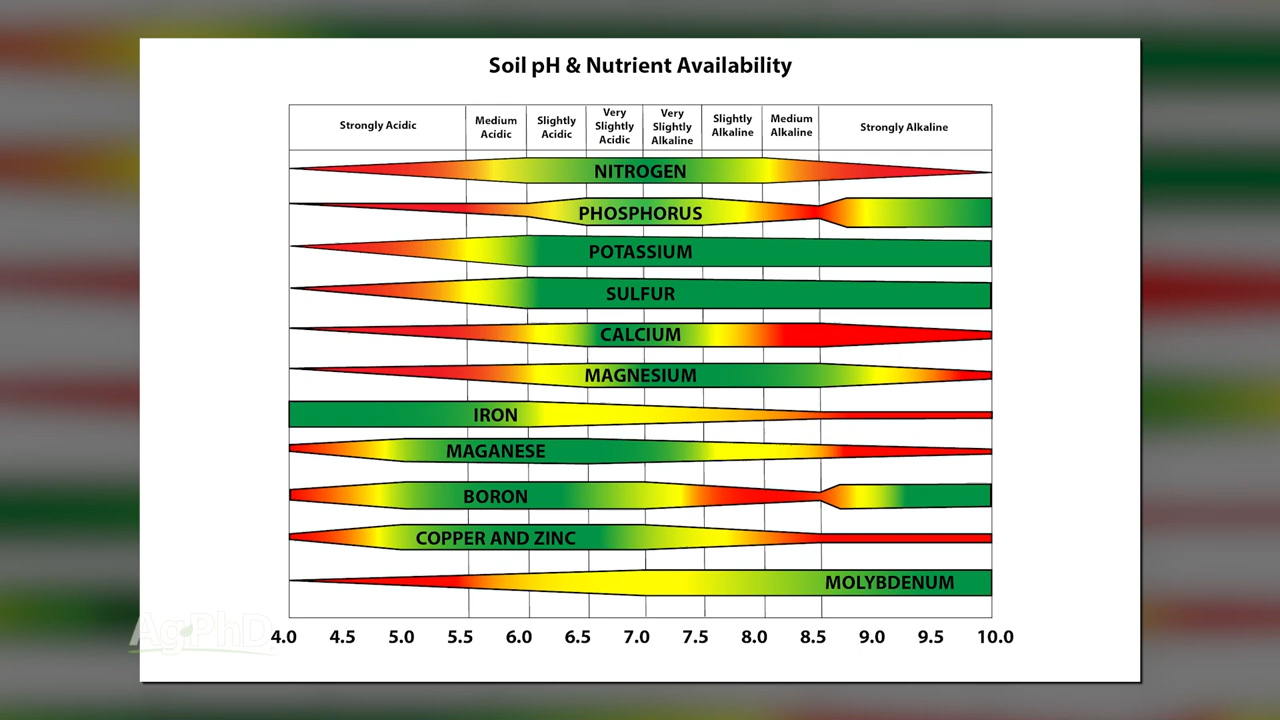 Soil pH & Nutrient Availability
Strongly Acidic
Medium
Acidic
Slightly
Acidic
Very
Slightly
Acidic
Very
Slightly
Alkaline
Slightly
Alkaline
Medium
Alkaline
Strongly Alkaline
NITROGEN
PHOSPHORUS
POTASSIUM
SULFUR
CALCIUM
MAGNESIUM
IRON
MAGANESE
BORON
COPPER AND ZINC
MOLYBDENUM
AgPhD
4.0 4.5 5.0 5.5 6.0 6.5 7.0 7.5 8.0 8.5 9.0 9.5 10.0